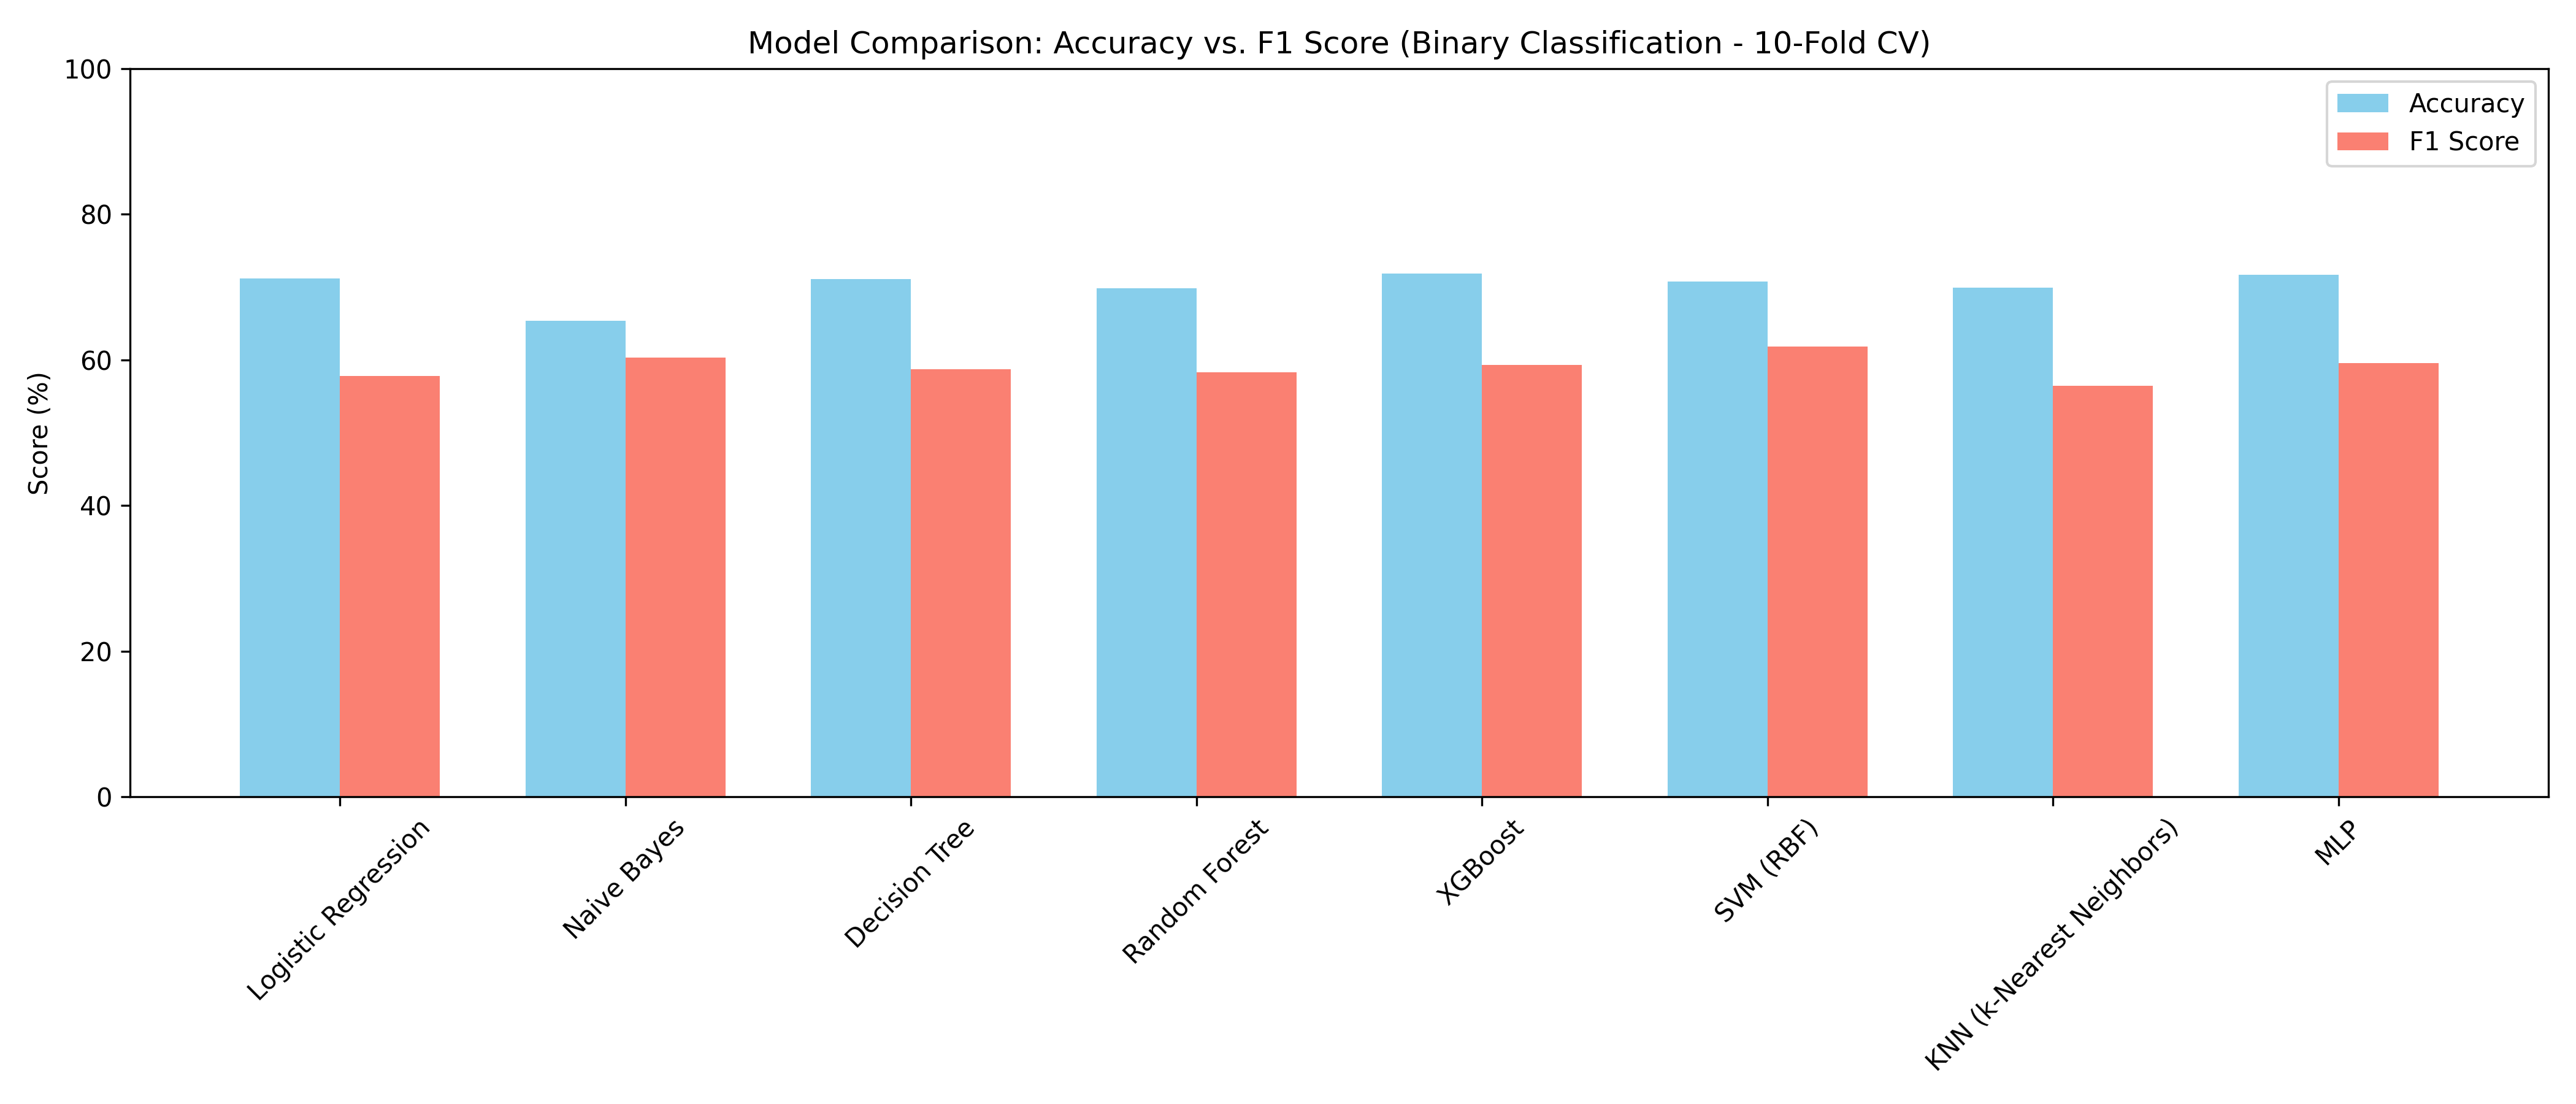 Model Comparison: Accuracy vs. F1 Score (Binary Classification - 10-Fold CV)
Accuracy
F1 Score
Score (%)
100
80
60
40
20
0
Logistic Regression
Naive Bayes
Decision Tree
Random Forest
XGBoost
SVM (RBF)
KNN (k-Nearest Neighbors)
MLP